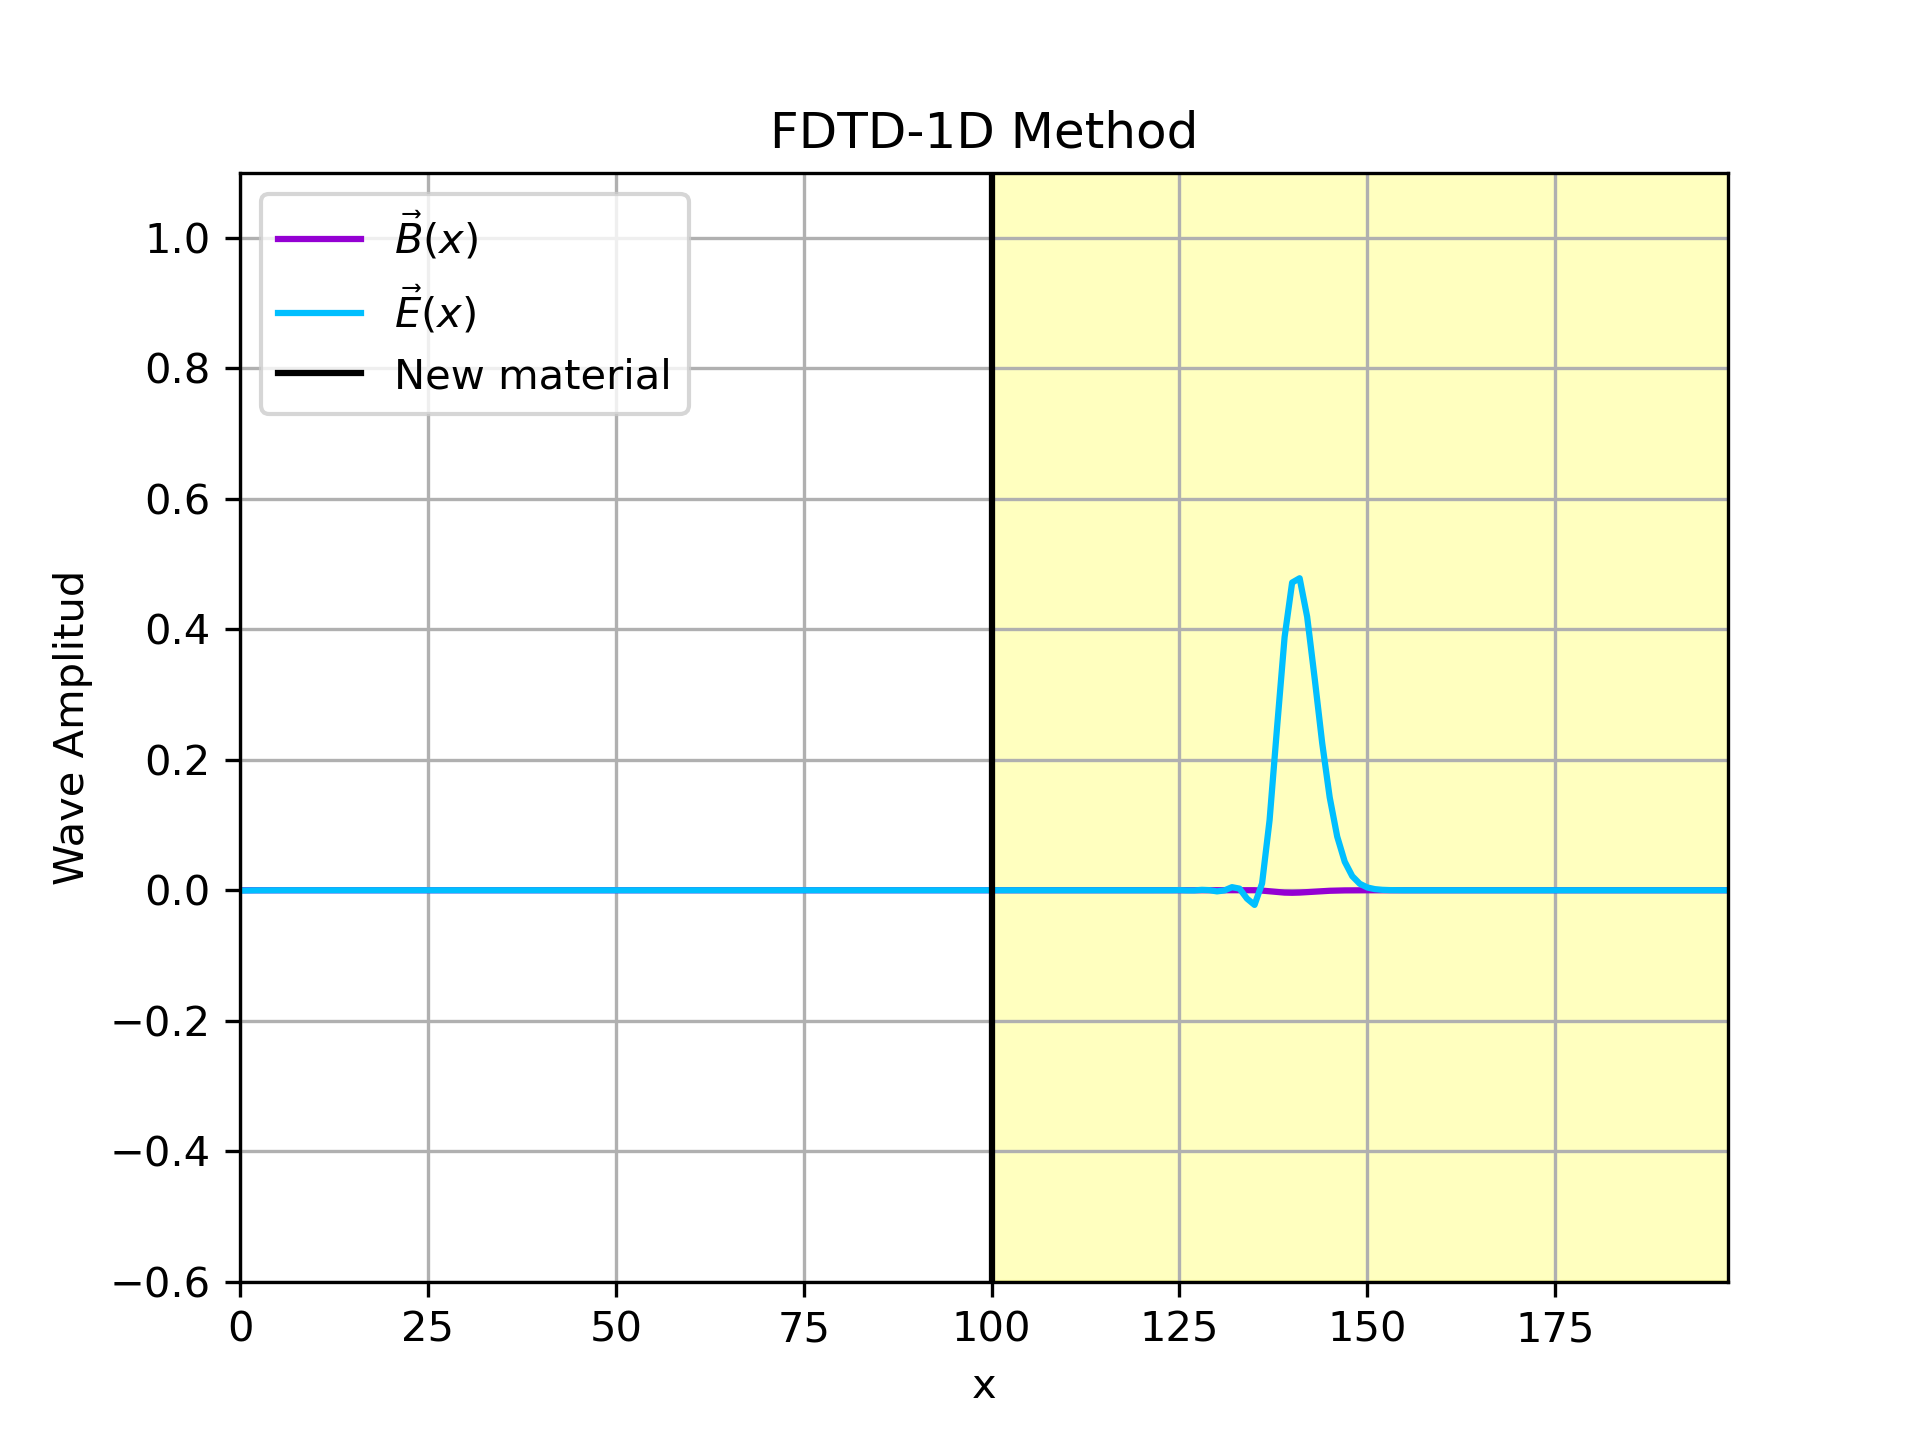 FDTD-1D Method
B⃗(x)
E⃗(x)
New material
Wave Amplitud
1.0
0.8
0.6
0.4
0.2
0.0
−0.2
−0.4
−0.6
0 25 50 75 100 125 150 175
x